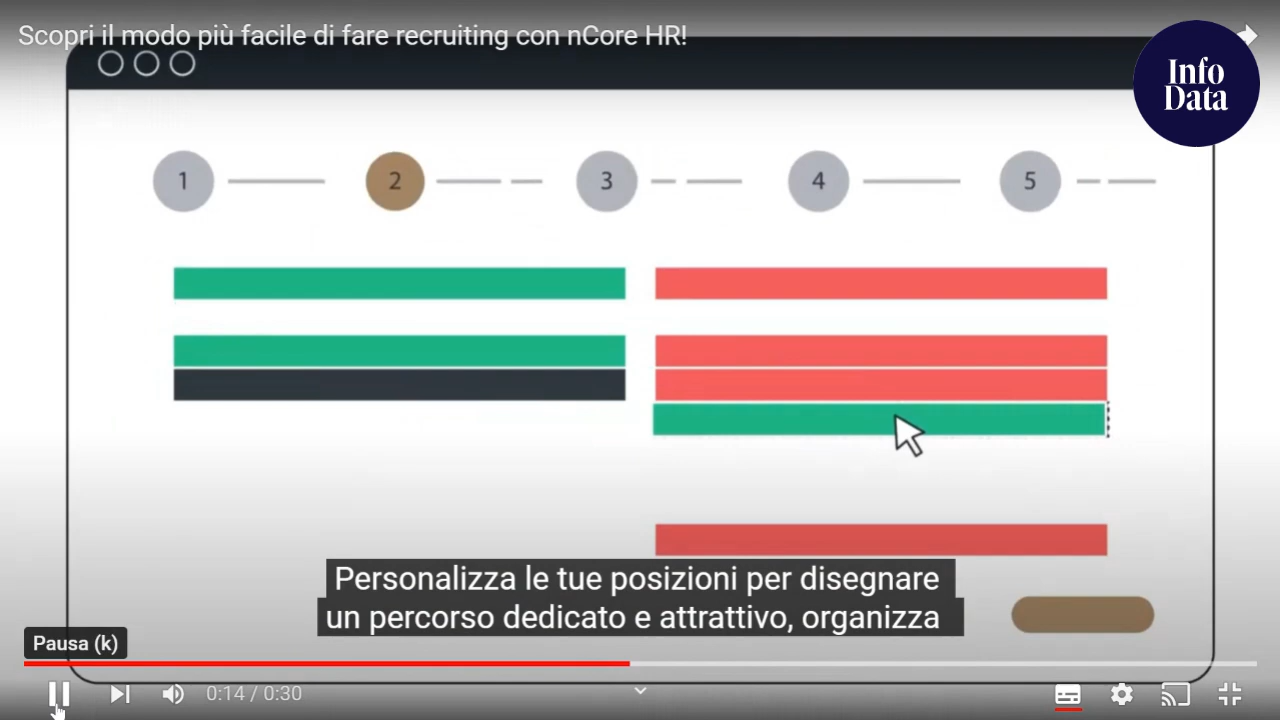 Scopri il modo più facile di fare recruiting con nCore HR!
Info
Data
1
2
3
4
5
Personalizza le tue posizioni per disegnare
un percorso dedicato e attrattivo, organizza
Pausa (k)
0:14 / 0:30